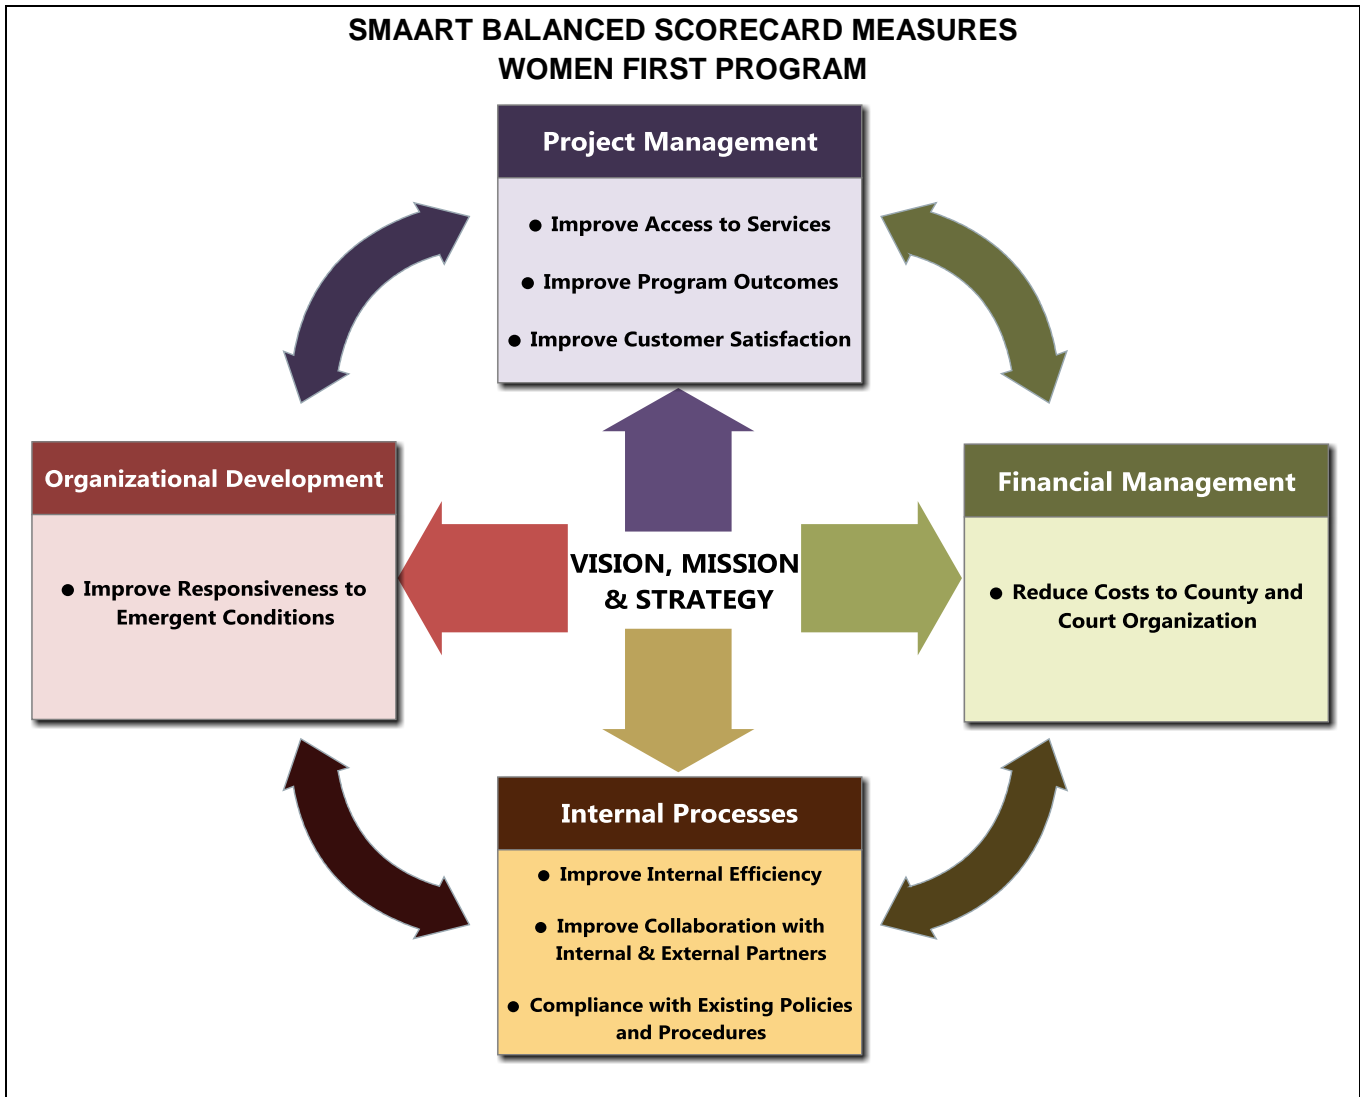 SMAART BALANCED SCORECARD MEASURES
WOMEN FIRST PROGRAM
Project Management
● Improve Access to Services
● Improve Program Outcomes
● Improve Customer Satisfaction
Organizational Development
● Improve Responsiveness to
Emergent Conditions
VISION, MISSION
& STRATEGY
Financial Management
● Reduce Costs to County and
Court Organization
Internal Processes
● Improve Internal Efficiency
● Improve Collaboration with
Internal & External Partners
● Compliance with Existing Policies
and Procedures